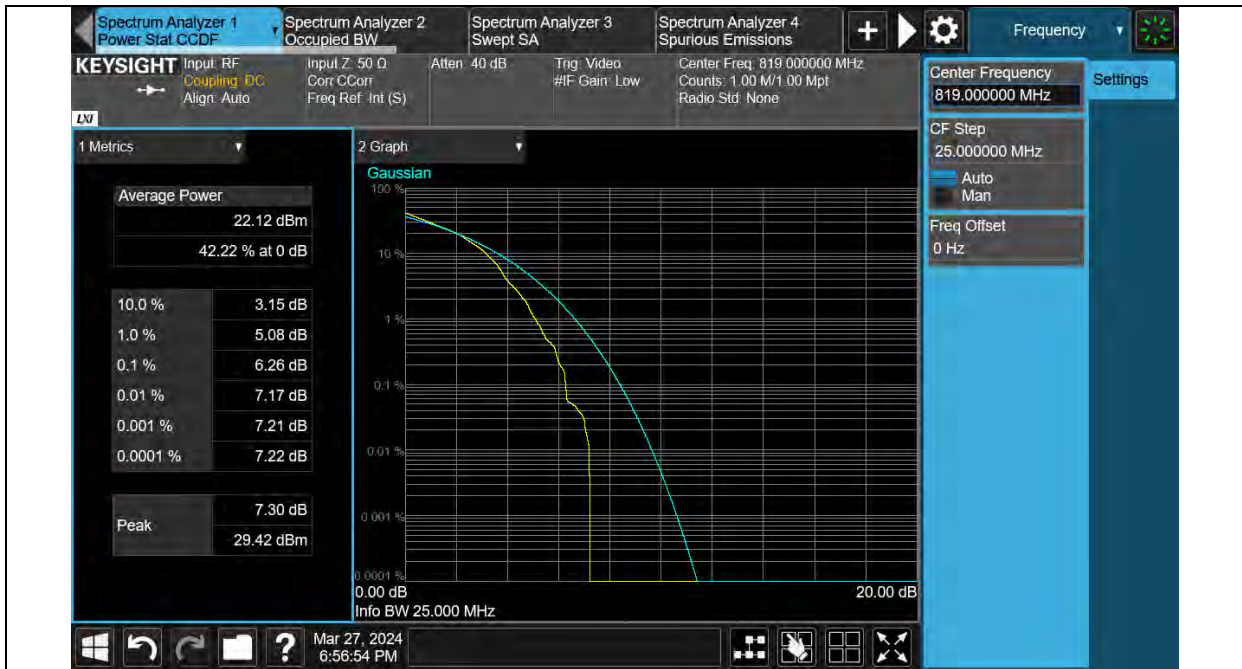 Spectrum Analyzer 1
Power Stat CCDF
Spectrum Analyzer 2
Occupied BW
Spectrum Analyzer 3
Swept SA
Spectrum Analyzer 4
Spurious Emissions
Frequency
KEYSIGHT
LXI
Input: RF
Coupling: DC
Align: Auto
Input Z: 50 Ω
Corr CCorr
Freq Ref: Int (S)
Atten: 40 dB
Trig: Video
#IF Gain: Low
Center Freq: 819.000000 MHz
Counts: 1.00 M/1.00 Mpt
Radio Std: None
Center Frequency
819.000000 MHz
Settings
CF Step
25.000000 MHz
Auto
Man
Freq Offset
0 Hz
1 Metrics
Average Power
22.12 dBm
42.22 % at 0 dB
10.0 % 3.15 dB
1.0 % 5.08 dB
0.1 % 6.26 dB
0.01 % 7.17 dB
0.001 % 7.21 dB
0.0001 % 7.22 dB
Peak
7.30 dB
29.42 dBm
2 Graph
Gaussian
100 %
10 %
1 %
0.1 %
0.01 %
0.001 %
0.0001 %
0.00 dB 20.00 dB
Info BW 25.000 MHz
?
Mar 27, 2024
6:56:54 PM